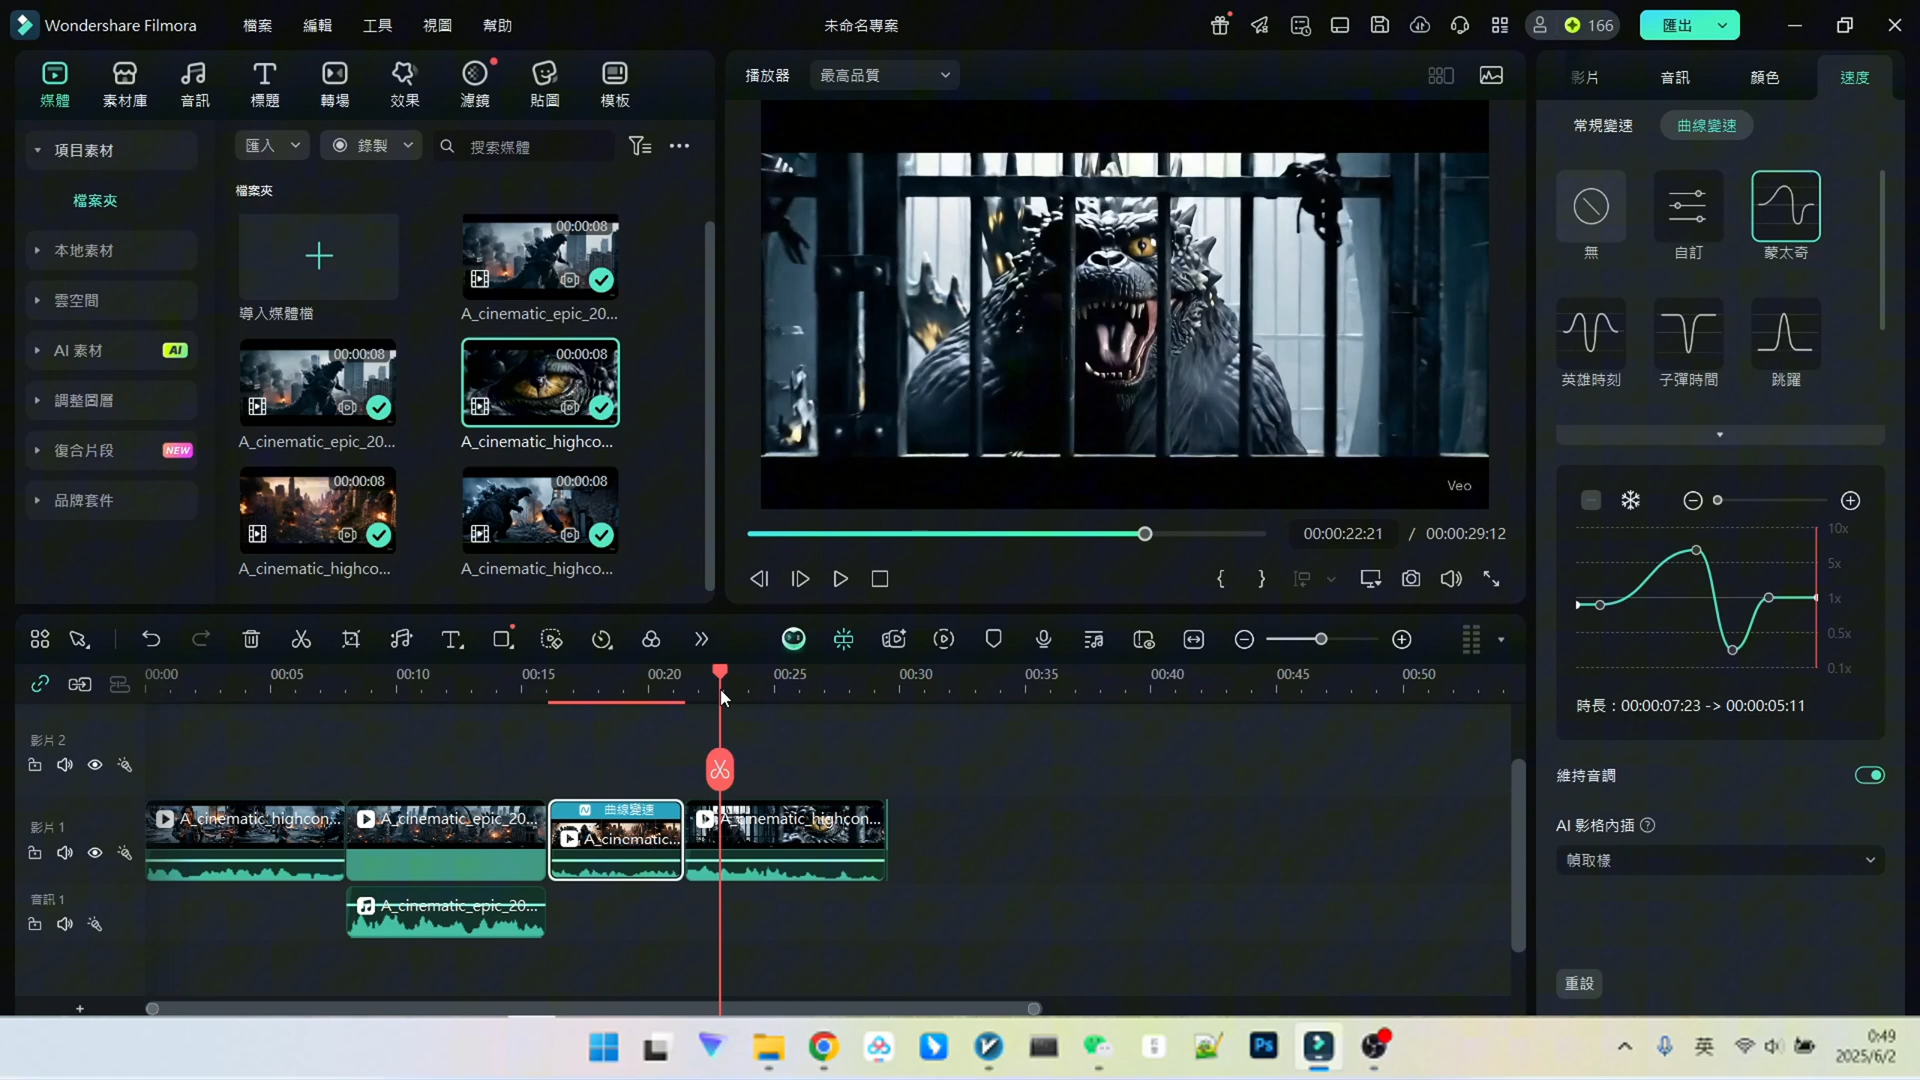 Wondershare Filmora
檔案
編輯
工具
視圖
幫助
未命名專案
166
匯出
媒體
素材庫
音訊
標題
轉場
效果
濾鏡
貼圖
模板
播放器
最高品質
影片
音訊
顏色
速度
項目素材
檔案夾
本地素材
雲空間
AI 素材
AI
調整圖層
復合片段
NEW
品牌套件
匯入
錄製
搜索媒體
檔案夾
導入媒體檔
00:00:08
A_cinematic_epic_20...
00:00:08
A_cinematic_epic_20...
00:00:08
A_cinematic_highco...
00:00:08
A_cinematic_highco...
00:00:08
A_cinematic_highco...
Veo
00:00:22:21 / 00:00:29:12
常規變速
曲線變速
無
自訂
蒙太奇
英雄時刻
子彈時間
跳躍
10x
5x
1x
0.5x
0.1x
時長：00:00:07:23 -> 00:00:05:11
維持音調
AI 影格內插
幀取樣
重設
00:00
00:05
00:10
00:15
00:20
00:25
00:30
00:35
00:40
00:45
00:50
影片 2
影片 1
A_cinematic_highcon...
A_cinematic_epic_20...
曲線變速
A_cinematic...
A_cinematic_highcon...
音訊 1
A_cinematic_epic_20...
Ps
英
0:49
2025/6/2